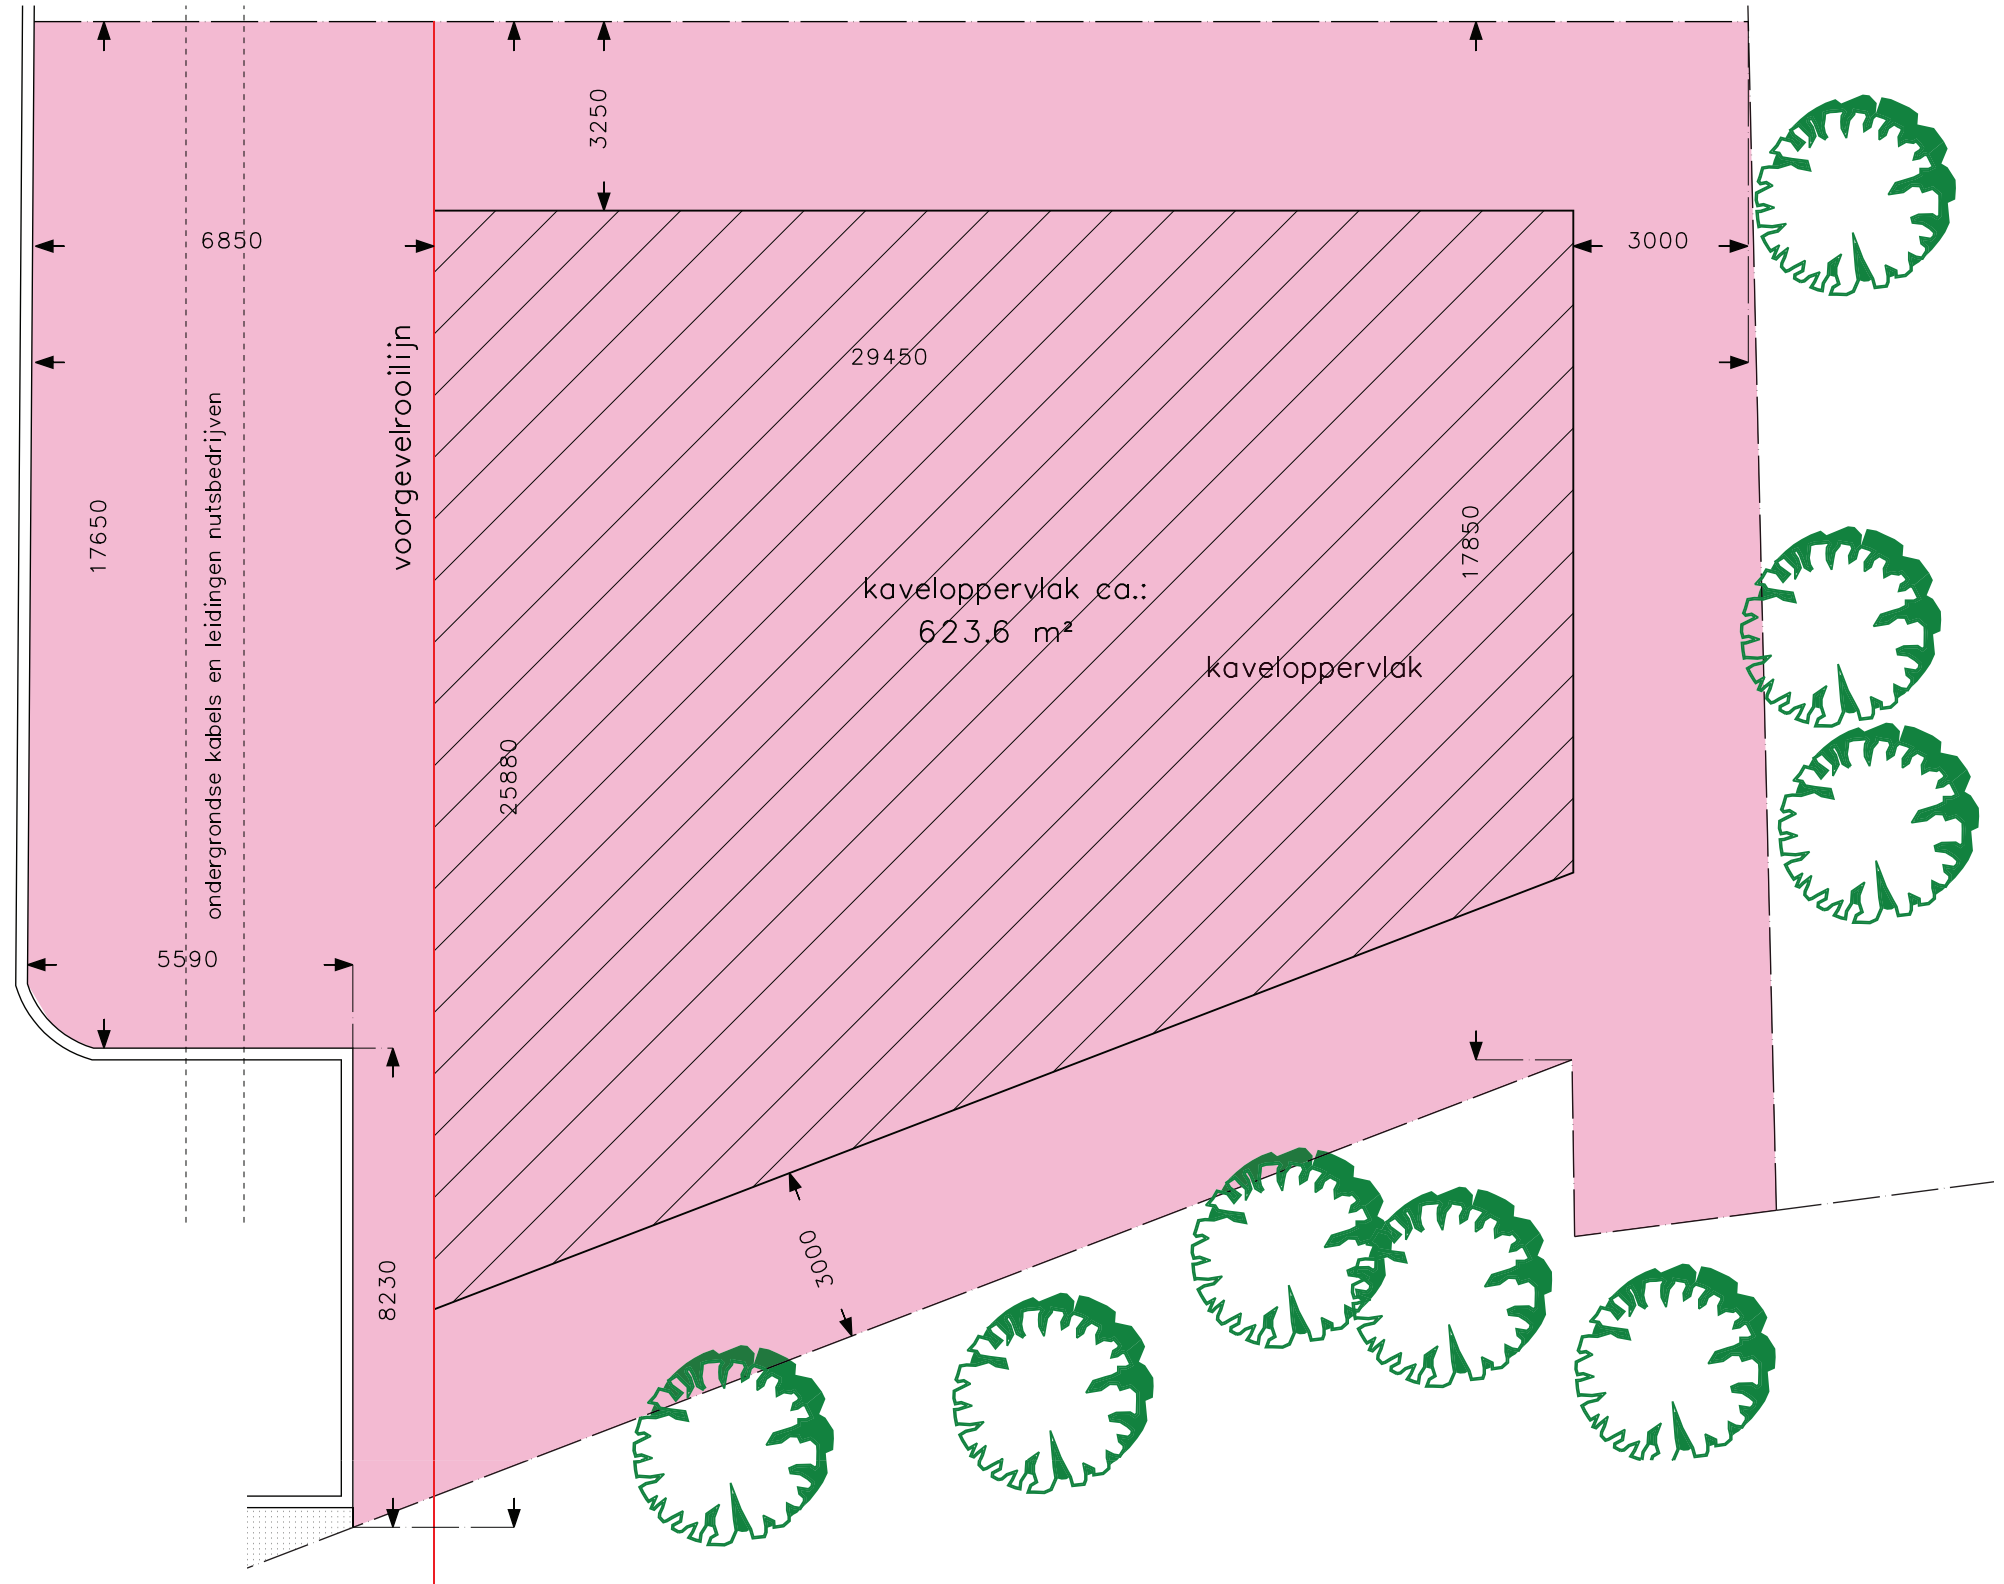 3250
6850
3000
29450
voorgevelrooilijn
ondergrondse kabels en leidingen nutsbedrijven
17650
17850
kaveloppervlak ca.:
623.6 m²
kaveloppervlak
25880
5590
3000
8230